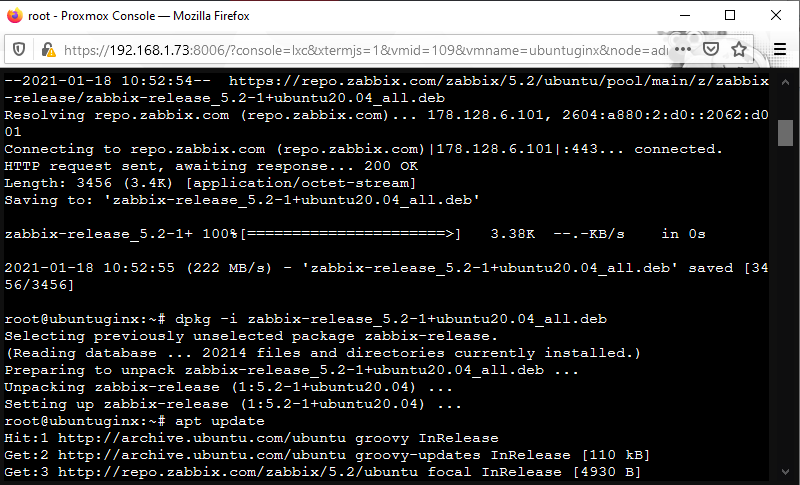 root - Proxmox Console — Mozilla Firefox
https://192.168.1.73:8006/?console=lxc&xtermjs=1&vmid=109&vmname=ubuntuginx&node=adı
--2021-01-18 10:52:54--  https://repo.zabbix.com/zabbix/5.2/ubuntu/pool/main/z/zabbix
-release/zabbix-release_5.2-1+ubuntu20.04_all.deb
Resolving repo.zabbix.com (repo.zabbix.com)... 178.128.6.101, 2604:a880:2:d0::2062:d0
01
Connecting to repo.zabbix.com (repo.zabbix.com)|178.128.6.101|:443... connected.
HTTP request sent, awaiting response... 200 OK
Length: 3456 (3.4K) [application/octet-stream]
Saving to: 'zabbix-release_5.2-1+ubuntu20.04_all.deb'
zabbix-release_5.2-1+ 100%[======================>]   3.38K  --.-KB/s    in 0s
2021-01-18 10:52:55 (222 MB/s) - 'zabbix-release_5.2-1+ubuntu20.04_all.deb' saved [34
56/3456]
root@ubuntuginx:~# dpkg -i zabbix-release_5.2-1+ubuntu20.04_all.deb
Selecting previously unselected package zabbix-release.
(Reading database ... 20214 files and directories currently installed.)
Preparing to unpack zabbix-release_5.2-1+ubuntu20.04_all.deb ...
Unpacking zabbix-release (1:5.2-1+ubuntu20.04) ...
Setting up zabbix-release (1:5.2-1+ubuntu20.04) ...
root@ubuntuginx:~# apt update
Hit:1 http://archive.ubuntu.com/ubuntu groovy InRelease
Get:2 http://archive.ubuntu.com/ubuntu groovy-updates InRelease [110 kB]
Get:3 http://repo.zabbix.com/zabbix/5.2/ubuntu focal InRelease [4930 B]